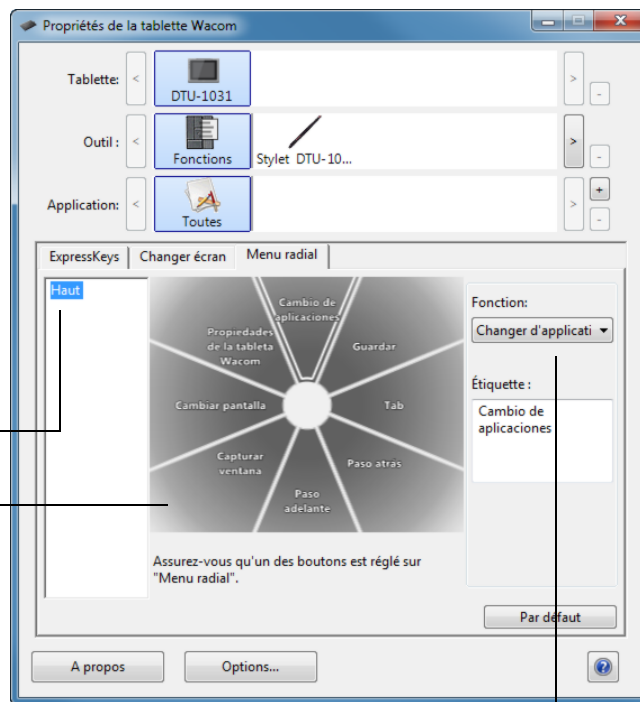 Propriétés de la tablette Wacom
Tablette:
<
DTU-1031
>
-
Outil :
<
Fonctions
Stylet DTU-10...
>
-
Application:
<
Toutes
>
+
-
ExpressKeys
Changer écran
Menu radial
Haut
Cambio de
aplicaciones
Propiedades
de la tableta
Wacom
Guardar
Cambiar pantalla
Tab
Capturar
ventana
Paso atrás
Paso
adelante
Fonction:
Changer d'applicati
Étiquette :
Cambio de
aplicaciones
Assurez-vous qu'un des boutons est réglé sur
"Menu radial".
Par défaut
A propos
Options...
?